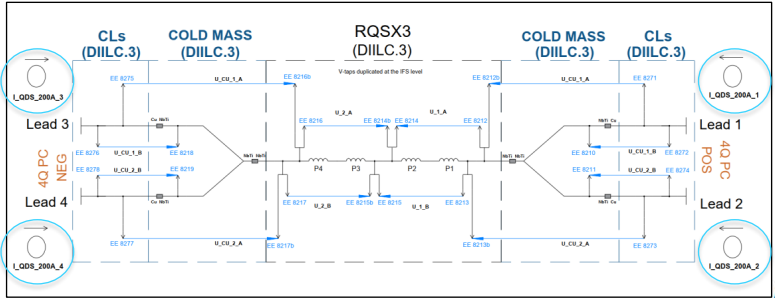 CLs
(DIILC.3)
COLD MASS
(DIILC.3)
RQSX3
(DIILC.3)
COLD MASS
(DIILC.3)
CLs
(DIILC.3)
V-taps duplicated at the IFS level
I_QDS_200A_3
EE 8275
U_CU_1_A
EE 8216b
EE 8212b
U_CU_1_A
EE 8271
I_QDS_200A_1
Lead 3
Cu NbTi
EE 8216
U_2_A
EE 8214b
EE 8214
U_1_A
EE 8212
NbTi Cu
Lead 1
4Q PC
NEG
EE 8276
U_CU_1_B
EE 8218
EE 8210
U_CU_1_B
EE 8272
4Q PC
POS
NbTi NbTi
P4
P3
P2
P1
NbTi NbTi
EE 8278
U_CU_2_B
EE 8219
EE 8211
U_CU_2_B
EE 8274
Lead 4
Cu NbTi
EE 8217
U_2_B
EE 8215b
EE 8215
U_1_B
EE 8213
NbTi Cu
Lead 2
EE 8277
U_CU_2_A
EE 8217b
EE 8213b
U_CU_2_A
EE 8273
I_QDS_200A_4
I_QDS_200A_2